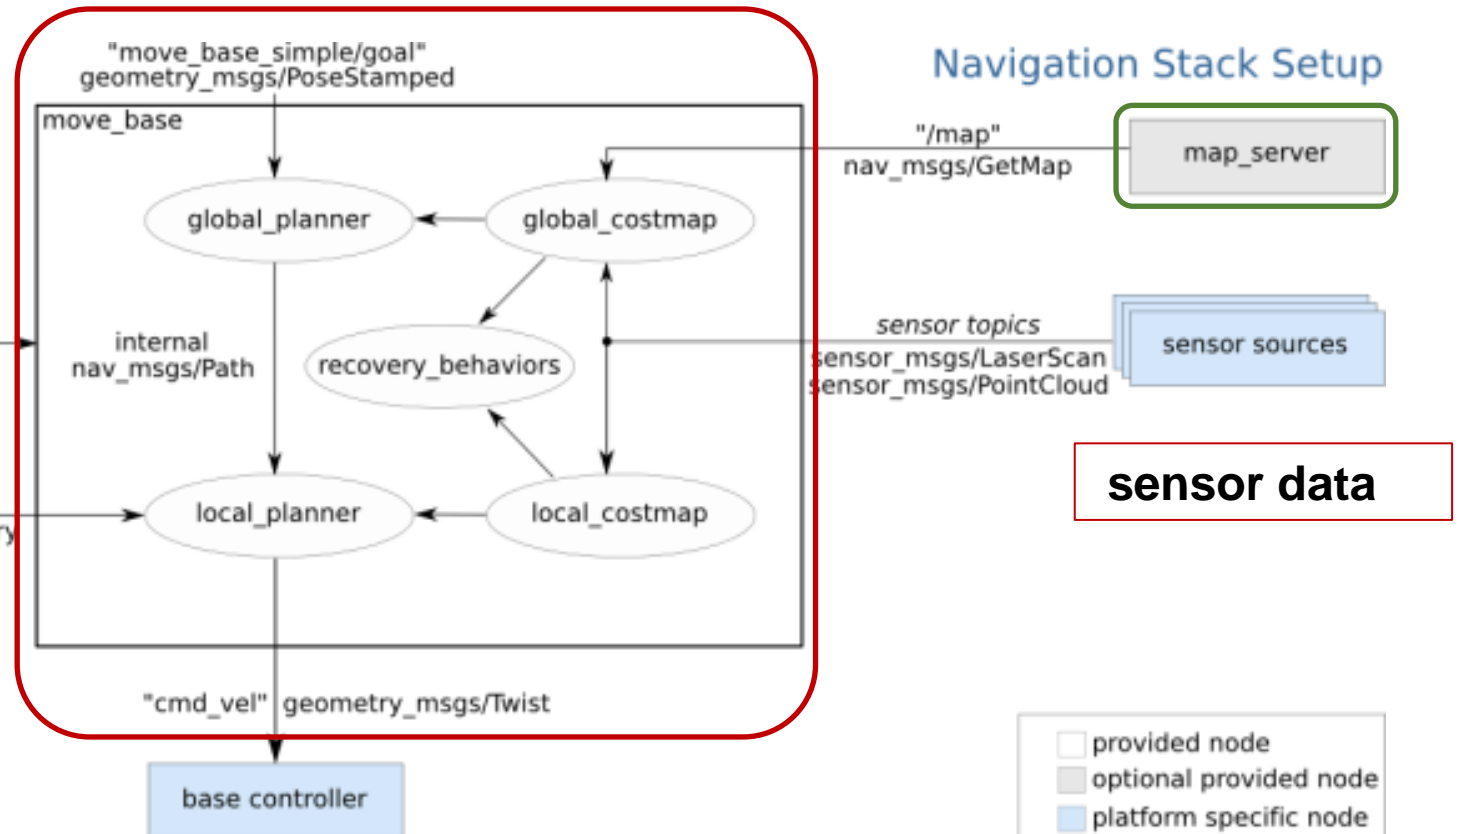 "move_base_simple/goal"
geometry_msgs/PoseStamped
Navigation Stack Setup
move_base
"/map"
nav_msgs/GetMap
map_server
global_planner
global_costmap
internal
nav_msgs/Path
recovery_behaviors
sensor topics
sensor_msgs/LaserScan
sensor_msgs/PointCloud
sensor sources
sensor data
local_planner
local_costmap
ry
"cmd_vel" geometry_msgs/Twist
base controller
provided node
optional provided node
platform specific node